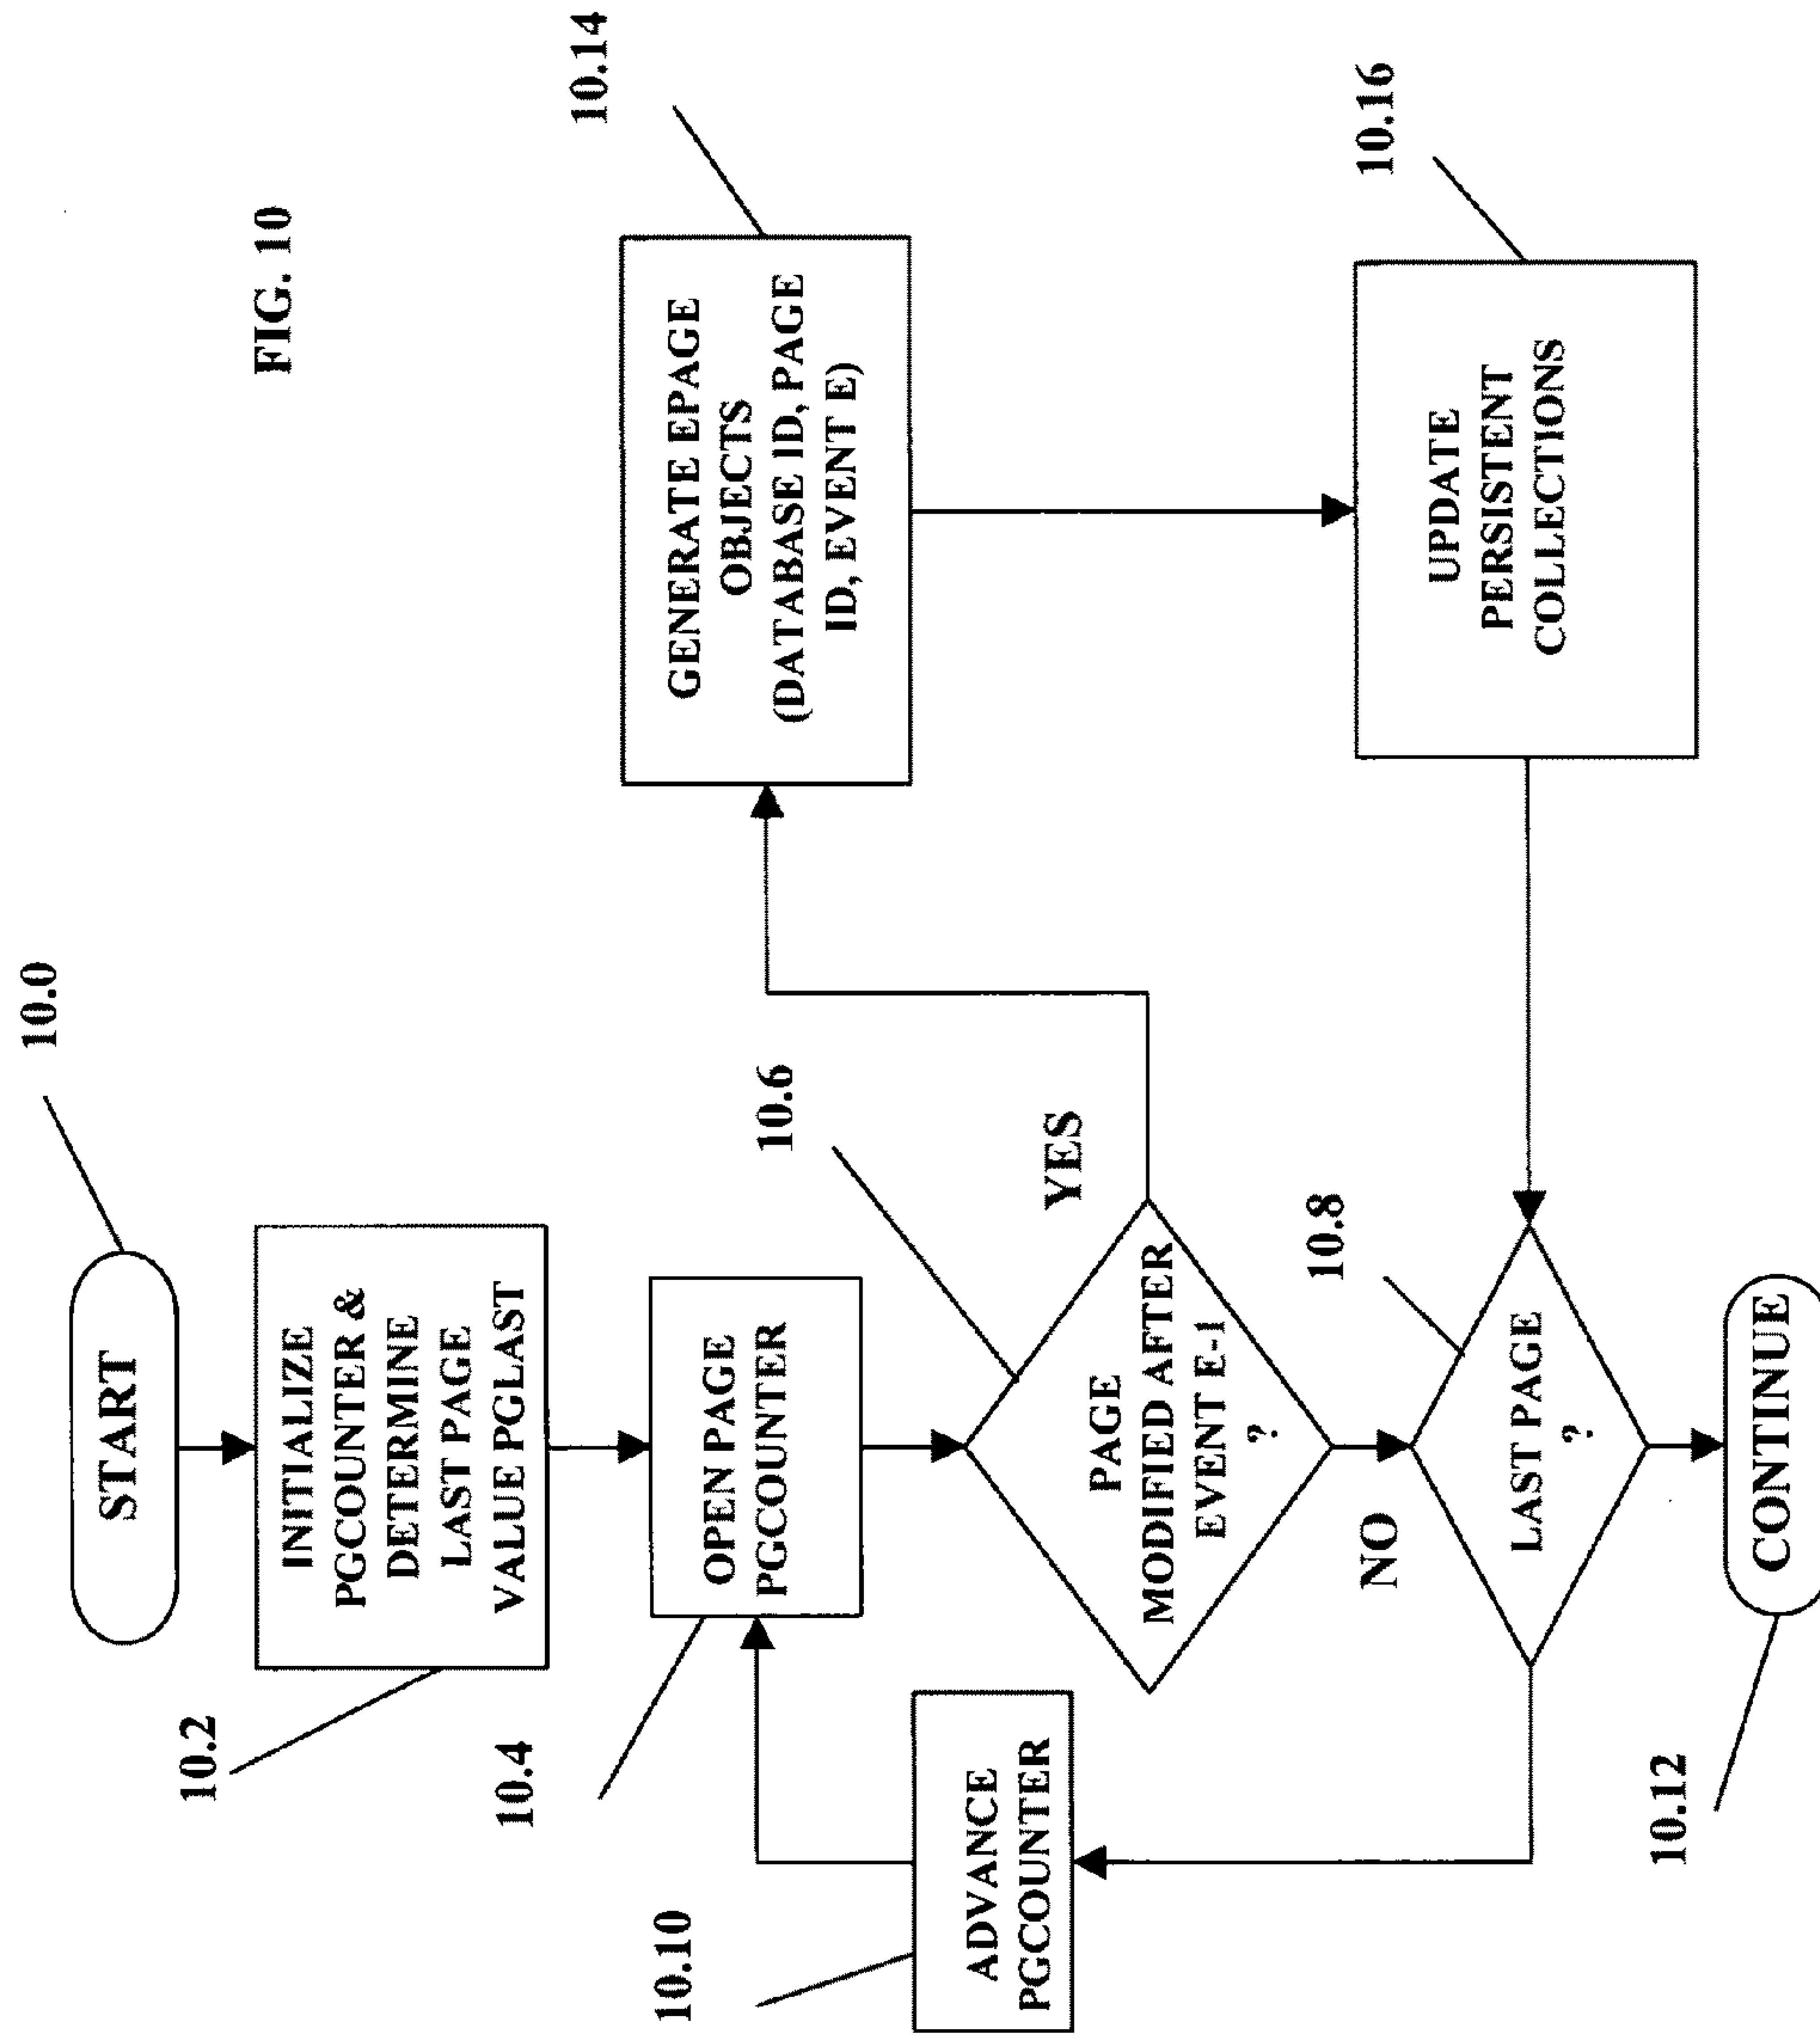 FIG. 10
10.0
START
10.2
INITIALIZE
PGCOUNTER &
DETERMINE
LAST PAGE
VALUE PGLAST
10.4
OPEN PAGE
PGCOUNTER
10.6
PAGE
MODIFIED AFTER
EVENT E-1
?
YES
NO
10.14
GENERATE EPAGE
OBJECTS
(DATABASE ID, PAGE
ID, EVENT E)
10.16
UPDATE
PERSISTENT
COLLECTIONS
10.8
LAST PAGE
?
10.10
ADVANCE
PGCOUNTER
10.12
CONTINUE